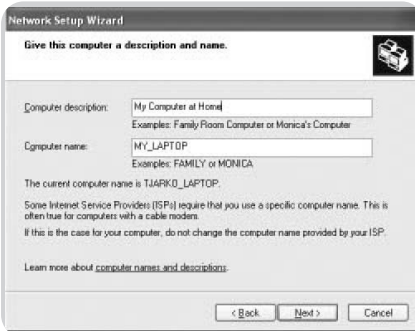 Network Setup Wizard
Give this computer a description and name.
Computer description: My Computer at Home
Examples: Family Room Computer or Monica's Computer
Computer name: MY_LAPTOP
Examples: FAMILY or MONICA
The current computer name is TJARKO_LAPTOP.
Some Internet Service Providers (ISPs) require that you use a specific computer name. This is
often true for computers with a cable modem.
If this is the case for your computer, do not change the computer name provided by your ISP.
Learn more about computer names and descriptions.
< Back Next > Cancel